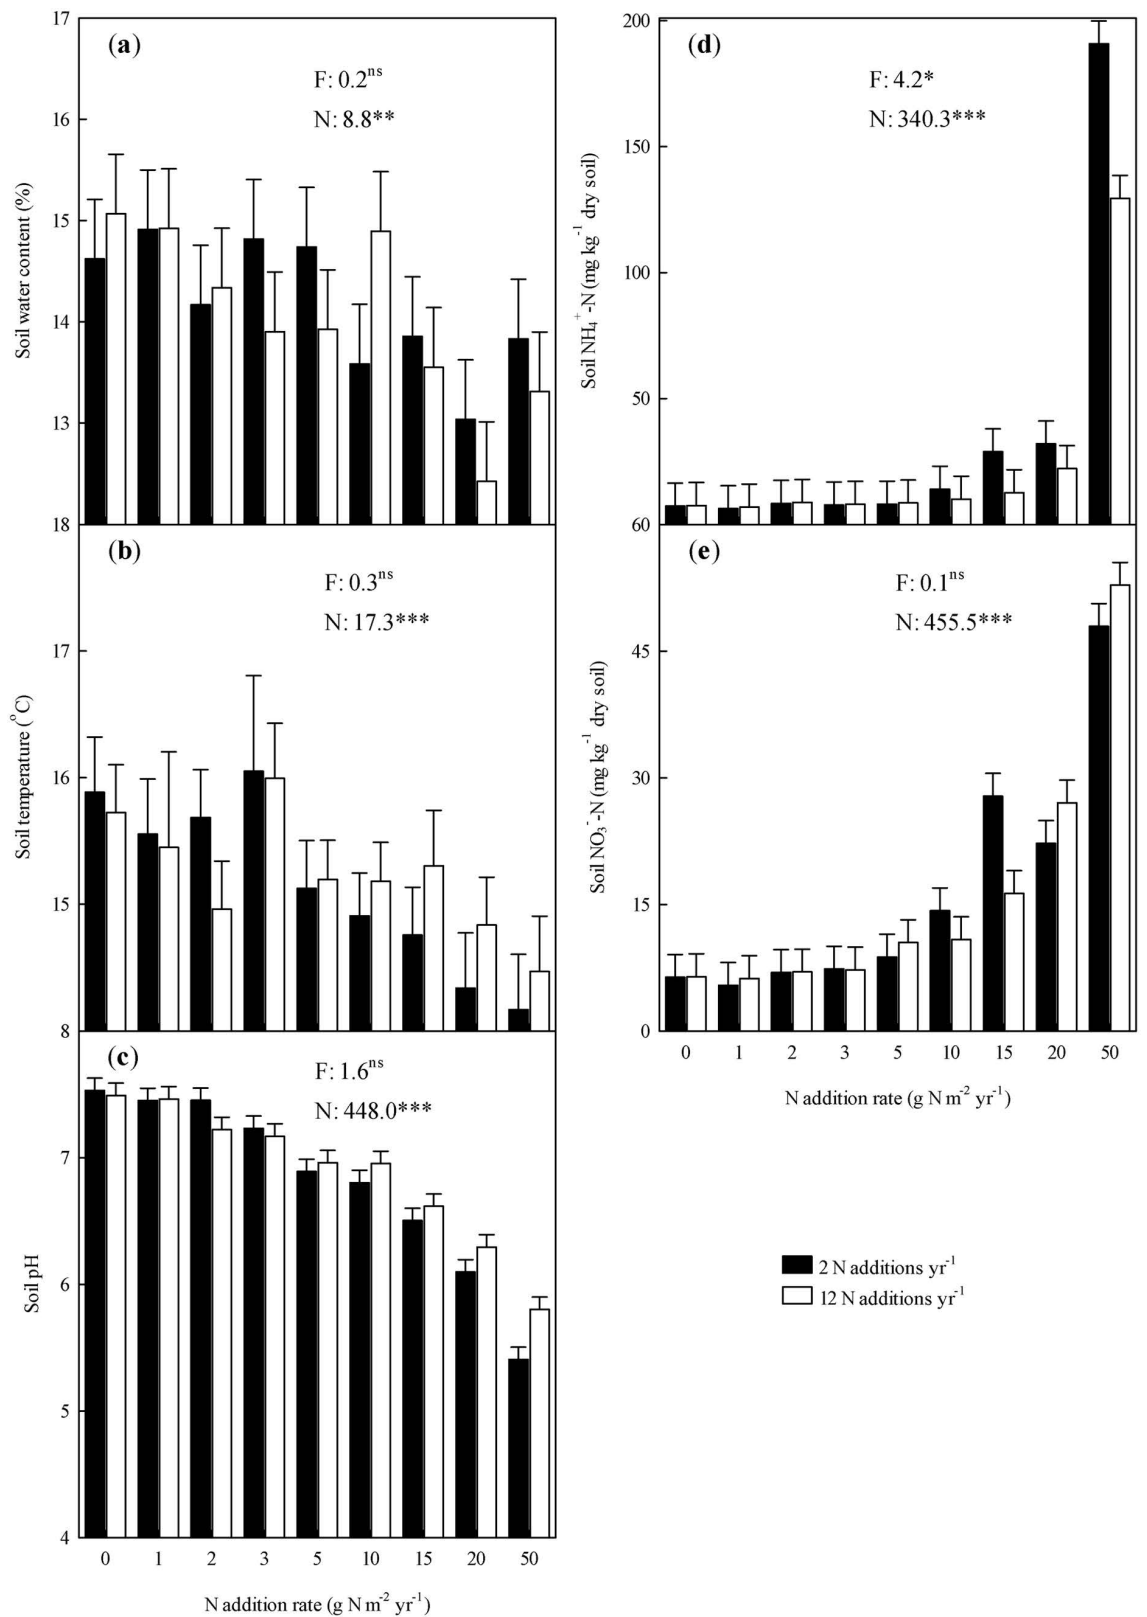 (a)
F: 0.2ns
N: 8.8**
17
16
15
14
13
18
Soil water content (%)
(b)
F: 0.3ns
N: 17.3***
17
16
15
8
Soil temperature (oC)
(c)
F: 1.6ns
N: 448.0***
7
6
5
4
Soil pH
0 1 2 3 5 10 15 20 50
N addition rate (g N m-2 yr-1)
(d)
F: 4.2*
N: 340.3***
200
150
100
50
60
Soil NH4+-N (mg kg-1 dry soil)
(e)
F: 0.1ns
N: 455.5***
45
30
15
0
Soil NO3--N (mg kg-1 dry soil)
0 1 2 3 5 10 15 20 50
N addition rate (g N m-2 yr-1)
2 N additions yr-1
12 N additions yr-1